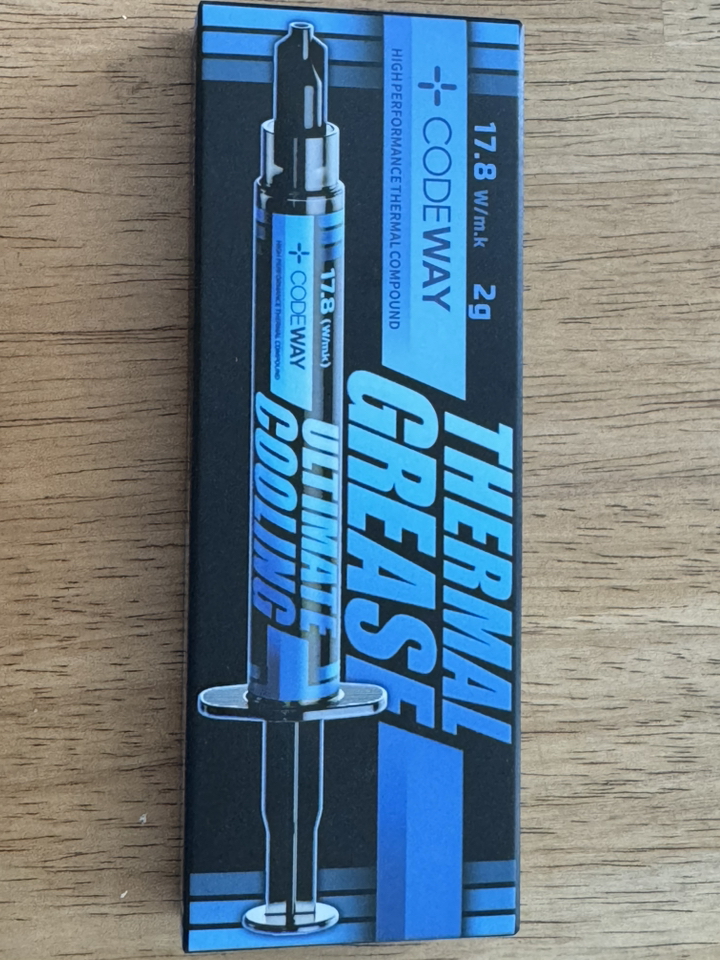 17.8 W/m.k 2g
CODEWAY
HIGH PERFORMANCE THERMAL COMPOUND
THERMAL
GREASE
17.8 (W/mk)
CODEWAY
HIGH PERFORMANCE THERMAL COMPOUND
ULTIMATE
COOLING